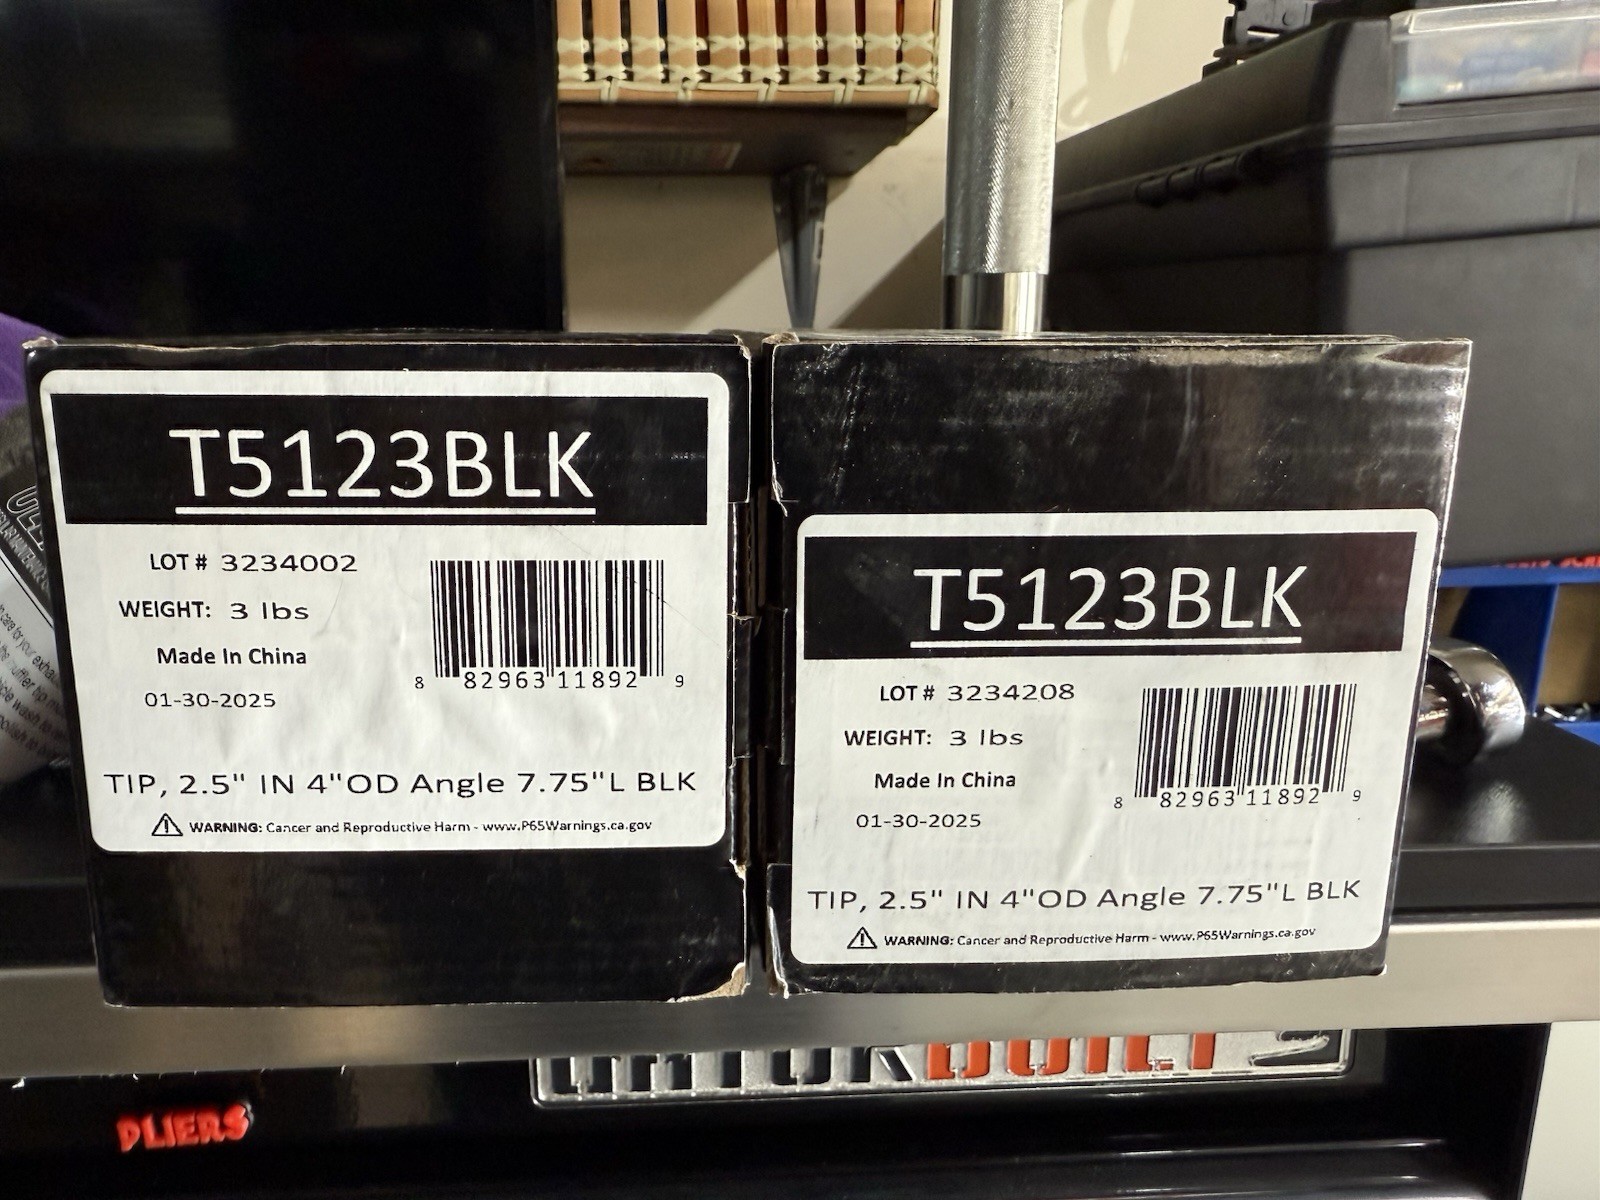 T5123BLK
LOT # 3234002
WEIGHT: 3 lbs
Made In China
01-30-2025
8 82963 11892 9
TIP, 2.5" IN 4"OD Angle 7.75"L BLK
WARNING: Cancer and Reproductive Harm - www.P65Warnings.ca.gov
T5123BLK
LOT # 3234208
WEIGHT: 3 lbs
Made In China
01-30-2025
8 82963 11892 9
TIP, 2.5" IN 4"OD Angle 7.75"L BLK
WARNING: Cancer and Reproductive Harm - www.P65Warnings.ca.gov
PLIERS